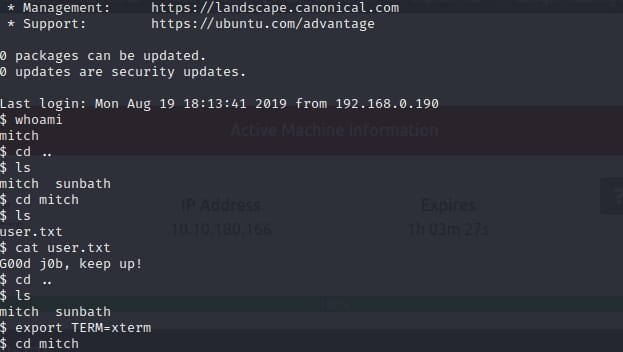 * Management:     https://landscape.canonical.com
* Support:        https://ubuntu.com/advantage
0 packages can be updated.
0 updates are security updates.
Last login: Mon Aug 19 18:13:41 2019 from 192.168.0.190
$ whoami
Active Machine Information
mitch
$ cd ..
$ ls
mitch  sunbath
$ cd mitch
IP Address
Expires
$ ls
user.txt
10.10.180.166
1h 03m 27s
$ cat user.txt
G00d j0b, keep up!
$ cd ..
$ ls
mitch  sunbath
$ export TERM=xterm
$ cd mitch